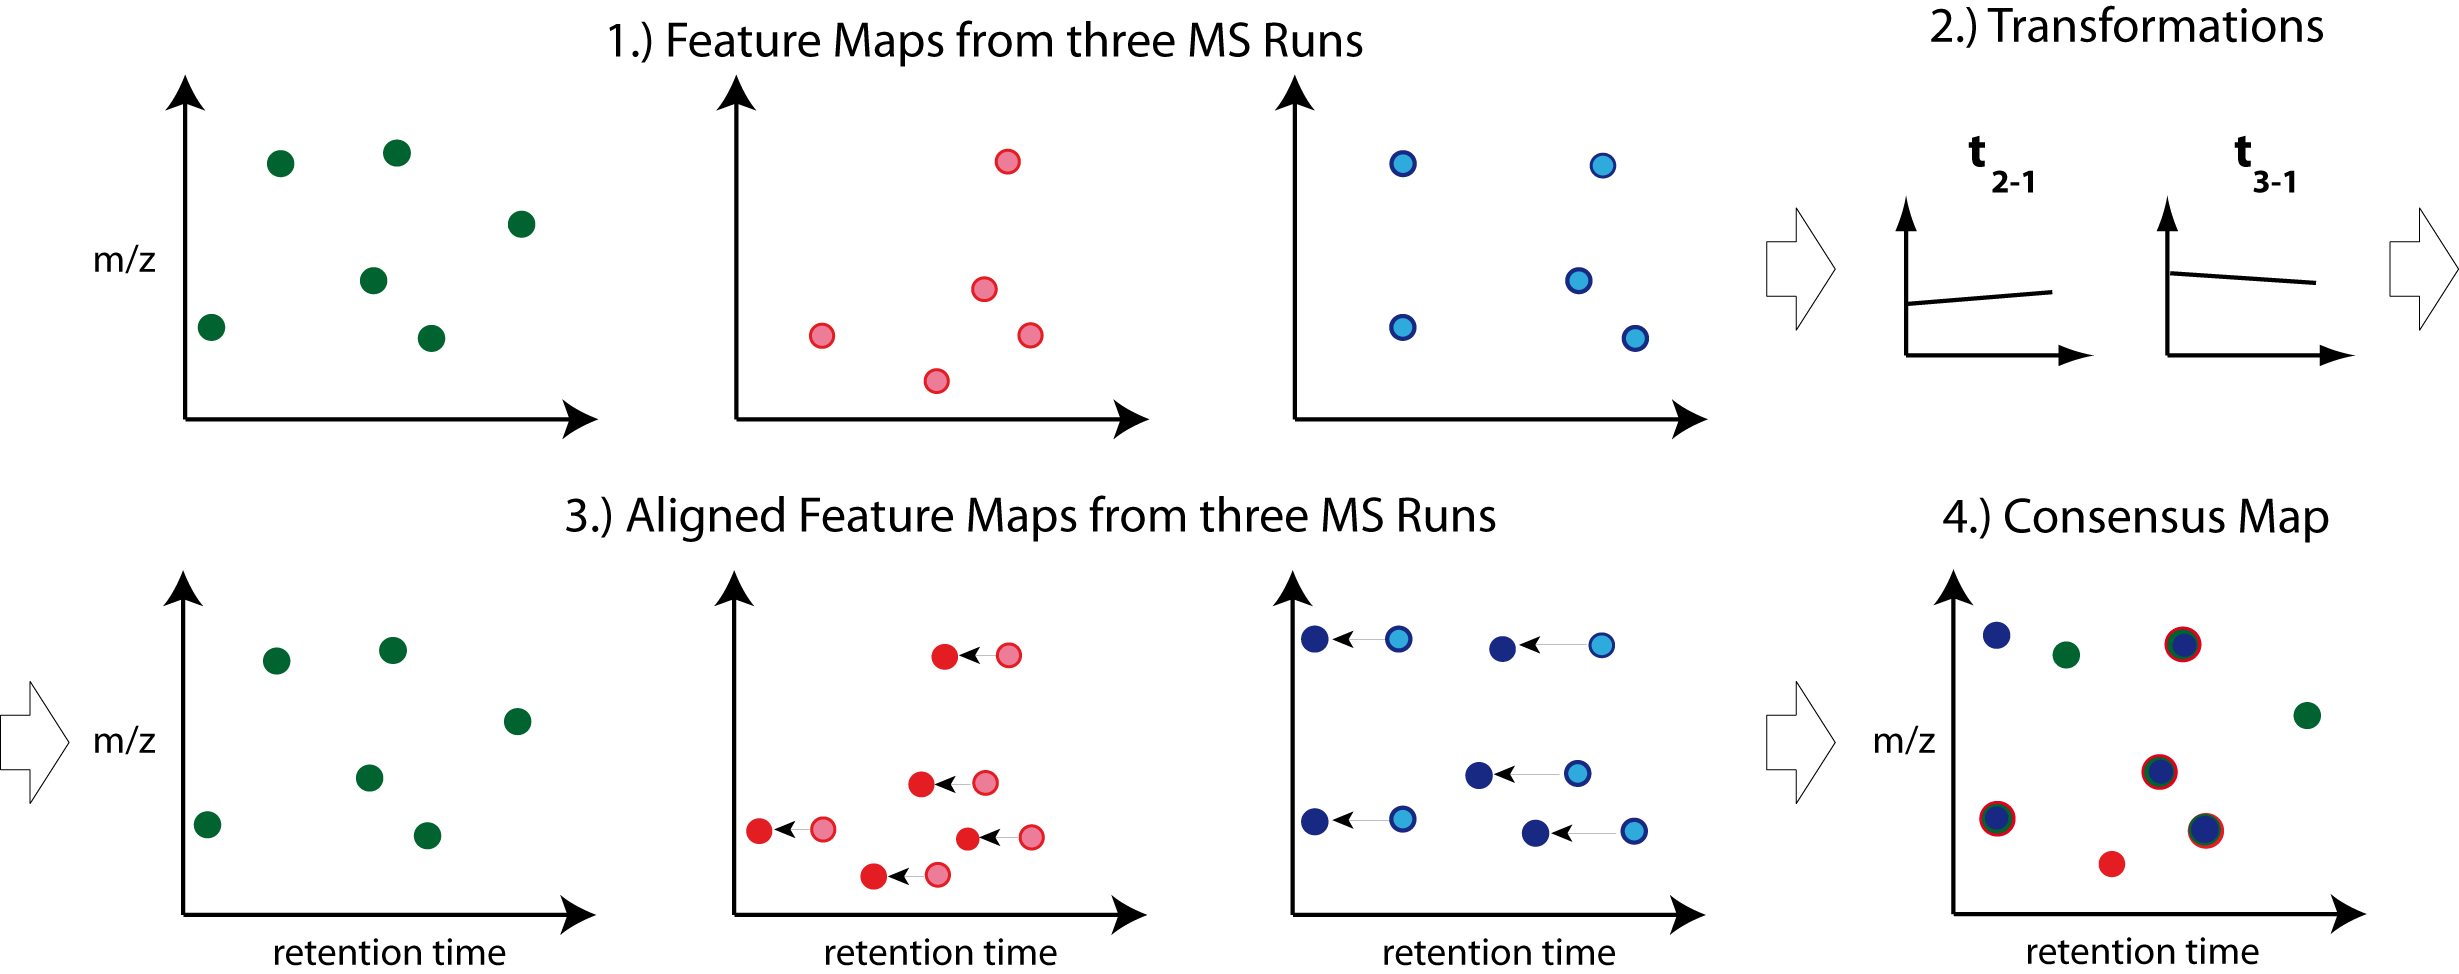 1.) Feature Maps from three MS Runs
2.) Transformations
m/z
t 2-1
t 3-1
3.) Aligned Feature Maps from three MS Runs
4.) Consensus Map
m/z
m/z
retention time
retention time
retention time
retention time